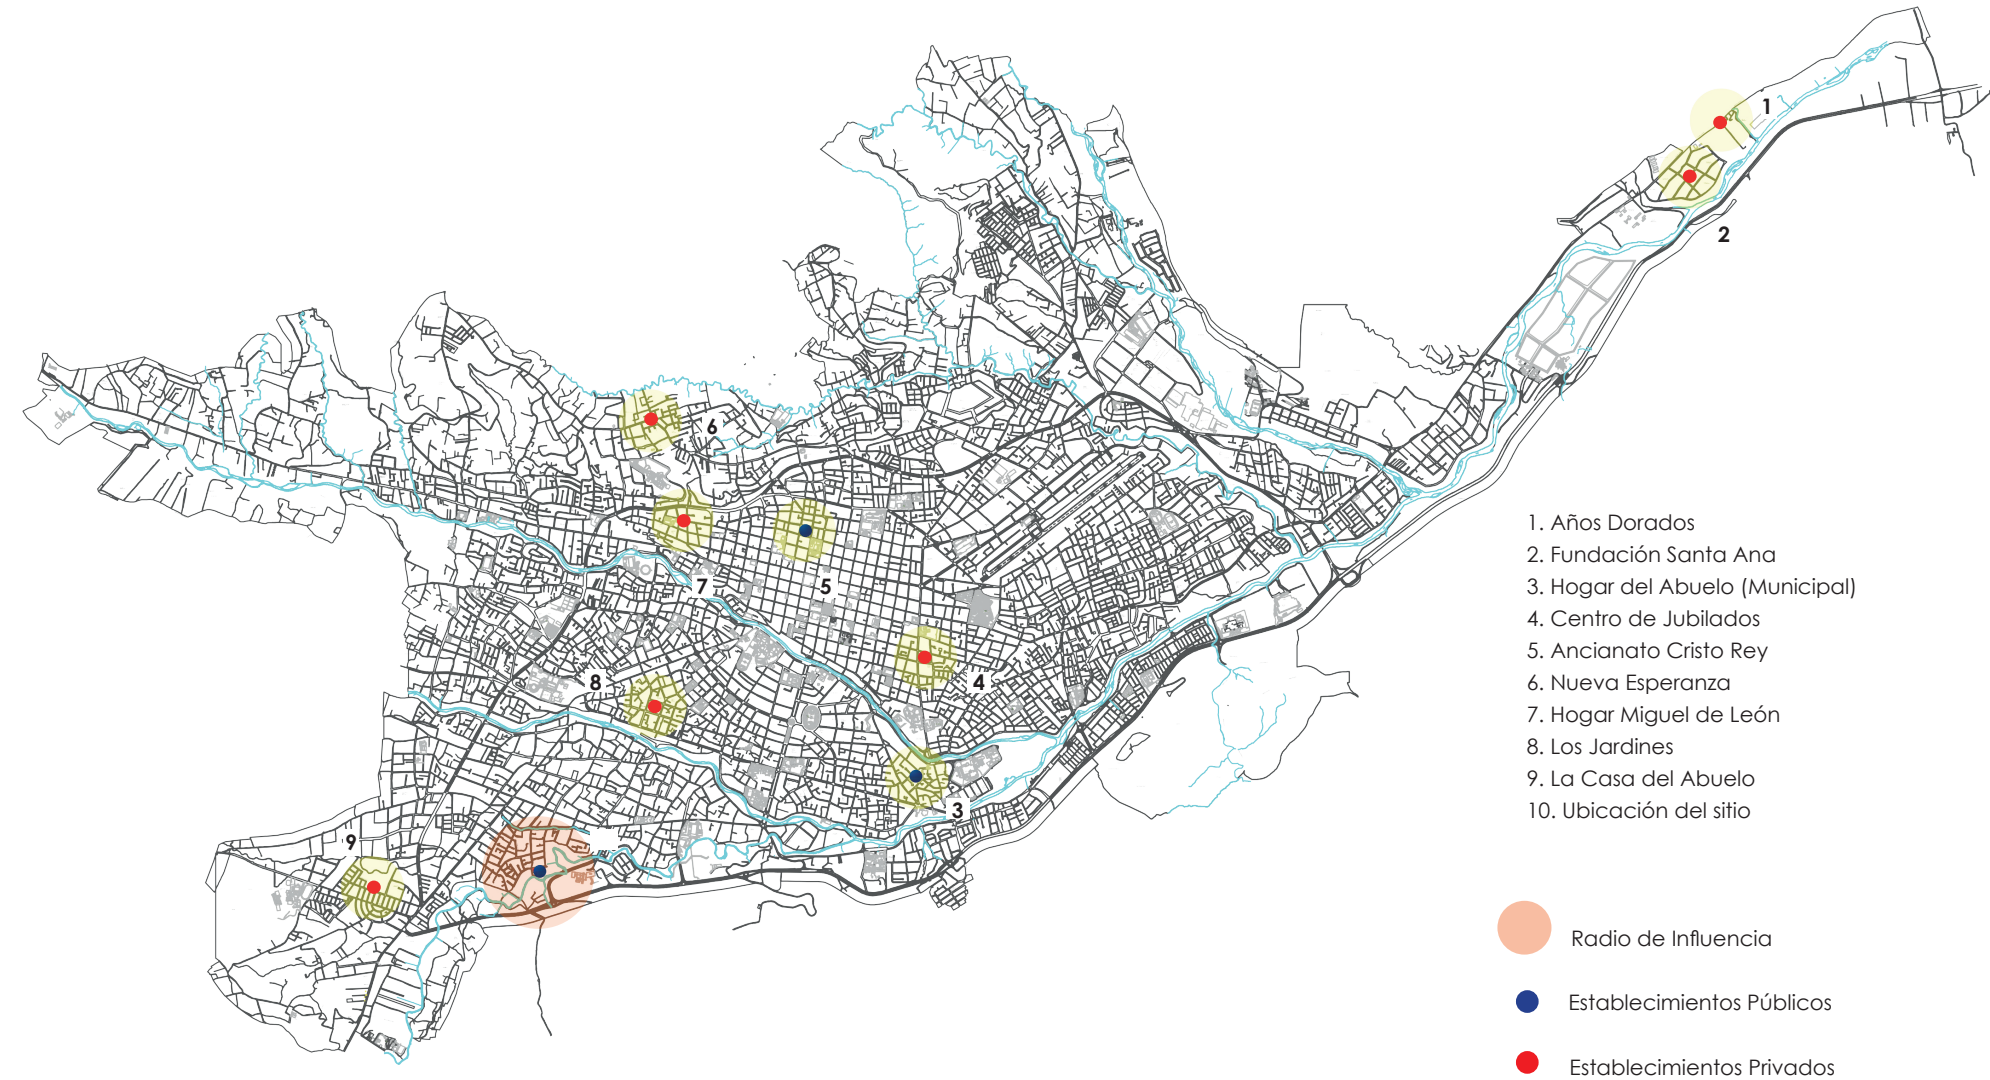 1
2
6
7
5
8
4
3
9
1. Años Dorados
2. Fundación Santa Ana
3. Hogar del Abuelo (Municipal)
4. Centro de Jubilados
5. Ancianato Cristo Rey
6. Nueva Esperanza
7. Hogar Miguel de León
8. Los Jardines
9. La Casa del Abuelo
10. Ubicación del sitio
Radio de Influencia
Establecimientos Públicos
Establecimientos Privados